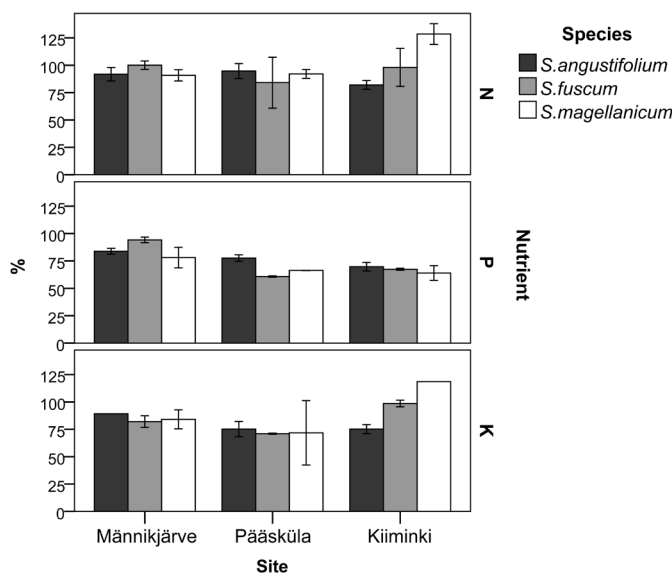 Species
S.angustifolium
S.fuscum
S.magellanicum
125
100
75
50
25
0
N
125
100
75
50
25
0
P
125
100
75
50
25
0
K
%
Nutrient
Männikjärve
Pääsküla
Kiiminki
Site